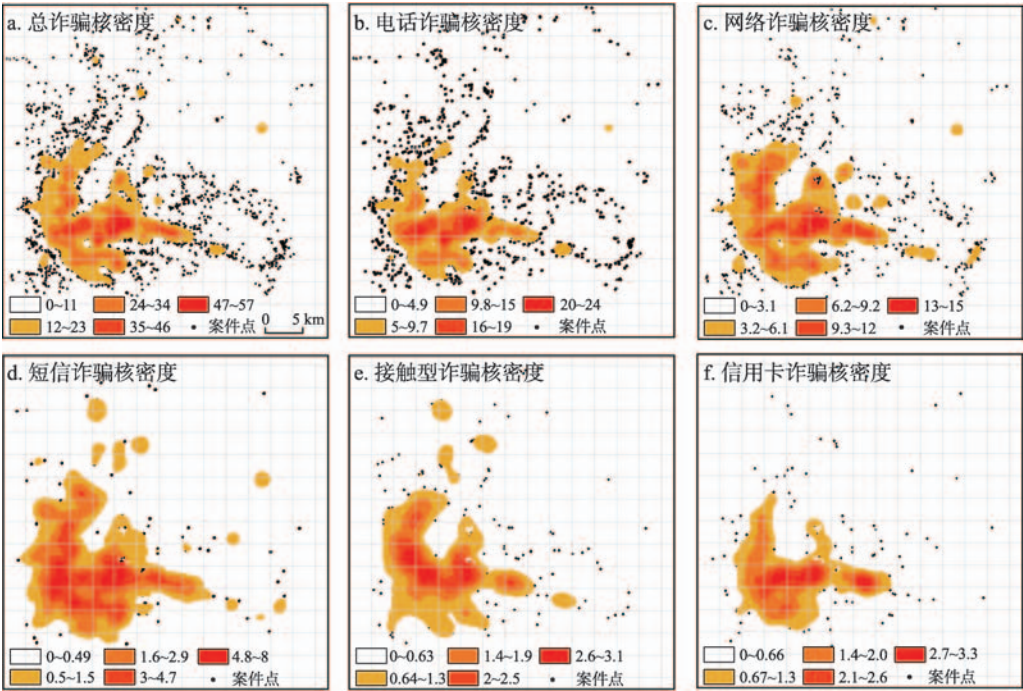 a. 总诈骗核密度
0~11 24~34 47~57
12~23 35~46 案件点 0 5 km
b. 电话诈骗核密度
0~4.9 9.8~15 20~24
5~9.7 16~19 案件点
c. 网络诈骗核密度
0~3.1 6.2~9.2 13~15
3.2~6.1 9.3~12 案件点
d. 短信诈骗核密度
0~0.49 1.6~2.9 4.8~8
0.5~1.5 3~4.7 案件点
e. 接触型诈骗核密度
0~0.63 1.4~1.9 2.6~3.1
0.64~1.3 2~2.5 案件点
f. 信用卡诈骗核密度
0~0.66 1.4~2.0 2.7~3.3
0.67~1.3 2.1~2.6 案件点